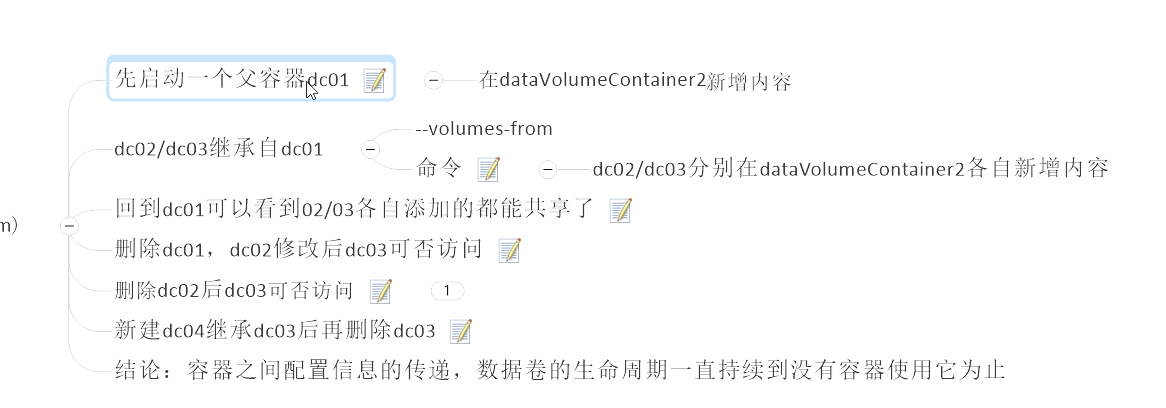 先启动一个父容器dc01
在dataVolumeContainer2新增内容
dc02/dc03继承自dc01
--volumes-from
命令
dc02/dc03分别在dataVolumeContainer2各自新增内容
回到dc01可以看到02/03各自添加的都能共享了
m)
删除dc01，dc02修改后dc03可否访问
删除dc02后dc03可否访问
1
新建dc04继承dc03后再删除dc03
结论：容器之间配置信息的传递，数据卷的生命周期一直持续到没有容器使用它为止